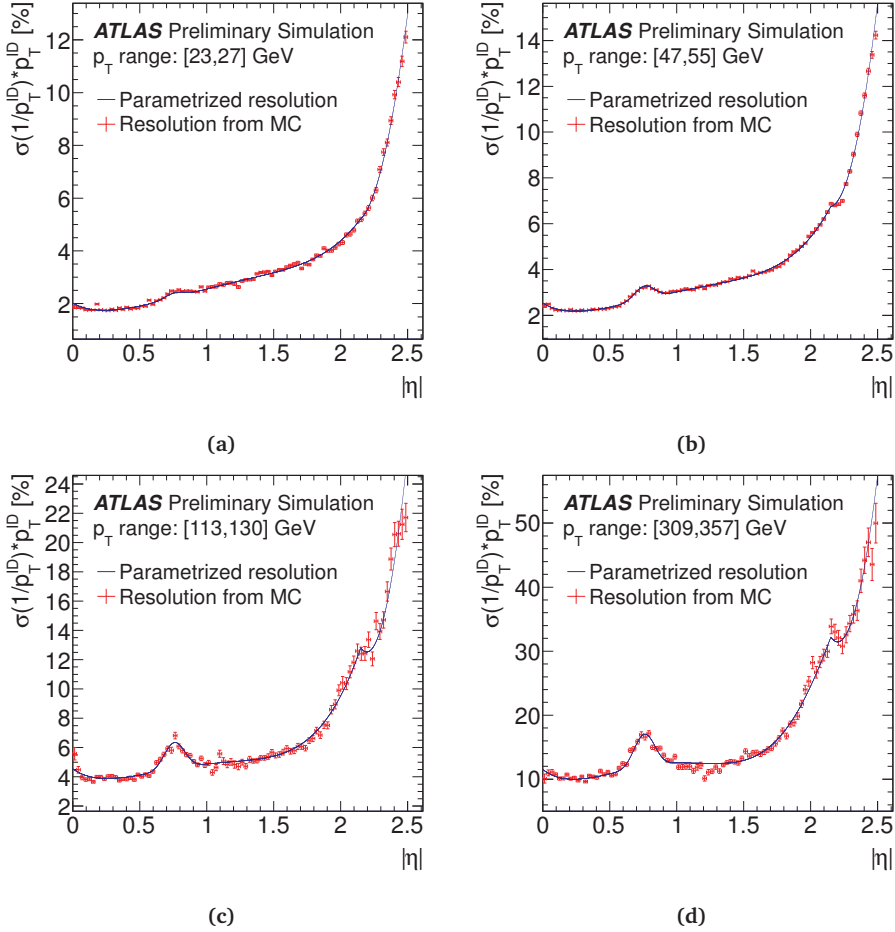 σ(1/p_T^ID)*p_T^ID [%]
ATLAS Preliminary Simulation
p_T range: [23,27] GeV
Parametrized resolution
Resolution from MC
12
10
8
6
4
2
0 0.5 1 1.5 2 2.5
|η|
(a)
σ(1/p_T^ID)*p_T^ID [%]
ATLAS Preliminary Simulation
p_T range: [47,55] GeV
Parametrized resolution
Resolution from MC
14
12
10
8
6
4
2
0 0.5 1 1.5 2 2.5
|η|
(b)
σ(1/p_T^ID)*p_T^ID [%]
ATLAS Preliminary Simulation
p_T range: [113,130] GeV
Parametrized resolution
Resolution from MC
24
22
20
18
16
14
12
10
8
6
4
2
0 0.5 1 1.5 2 2.5
|η|
(c)
σ(1/p_T^ID)*p_T^ID [%]
ATLAS Preliminary Simulation
p_T range: [309,357] GeV
Parametrized resolution
Resolution from MC
50
40
30
20
10
0 0.5 1 1.5 2 2.5
|η|
(d)